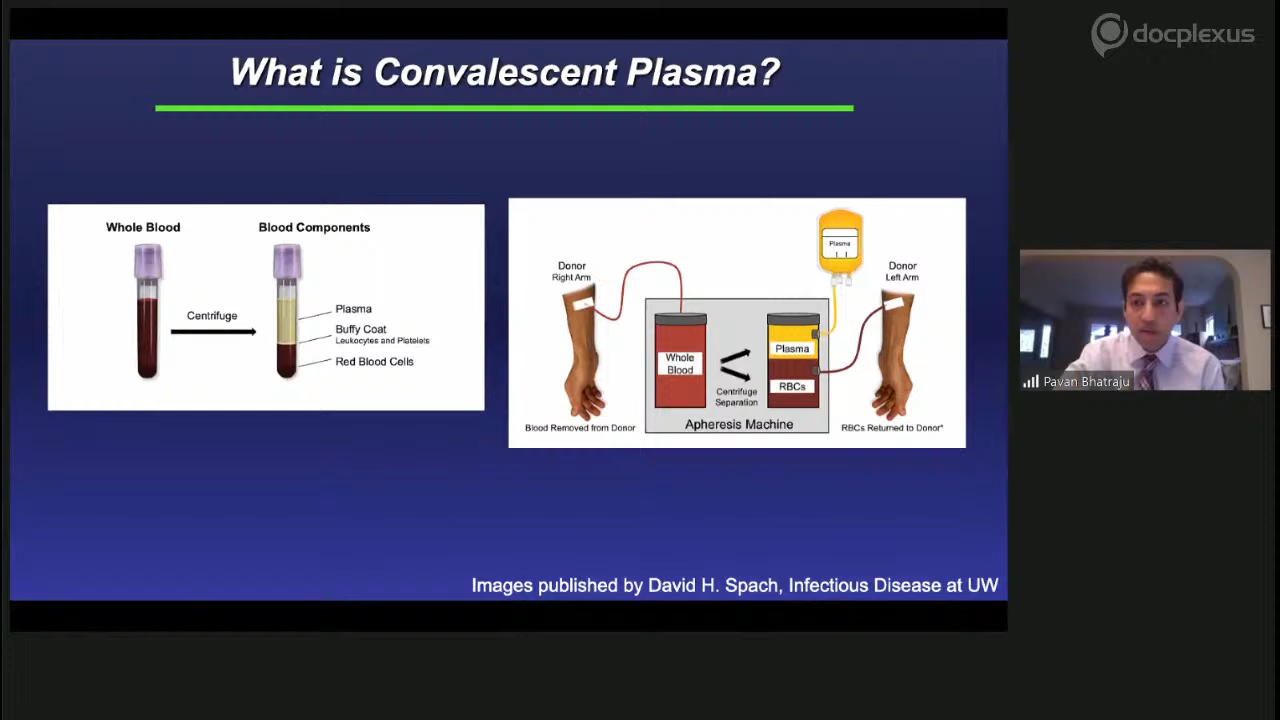 docplexus
What is Convalescent Plasma?
Whole Blood
Blood Components
Centrifuge
Plasma
Buffy Coat
Leukocytes and Platelets
Red Blood Cells
Donor
Right Arm
Plasma
Donor
Left Arm
Whole
Blood
Plasma
RBCs
Centrifuge
Separation
Apheresis Machine
Blood Removed from Donor
RBCs Returned to Donor*
Pavan Bhatraju
Images published by David H. Spach, Infectious Disease at UW